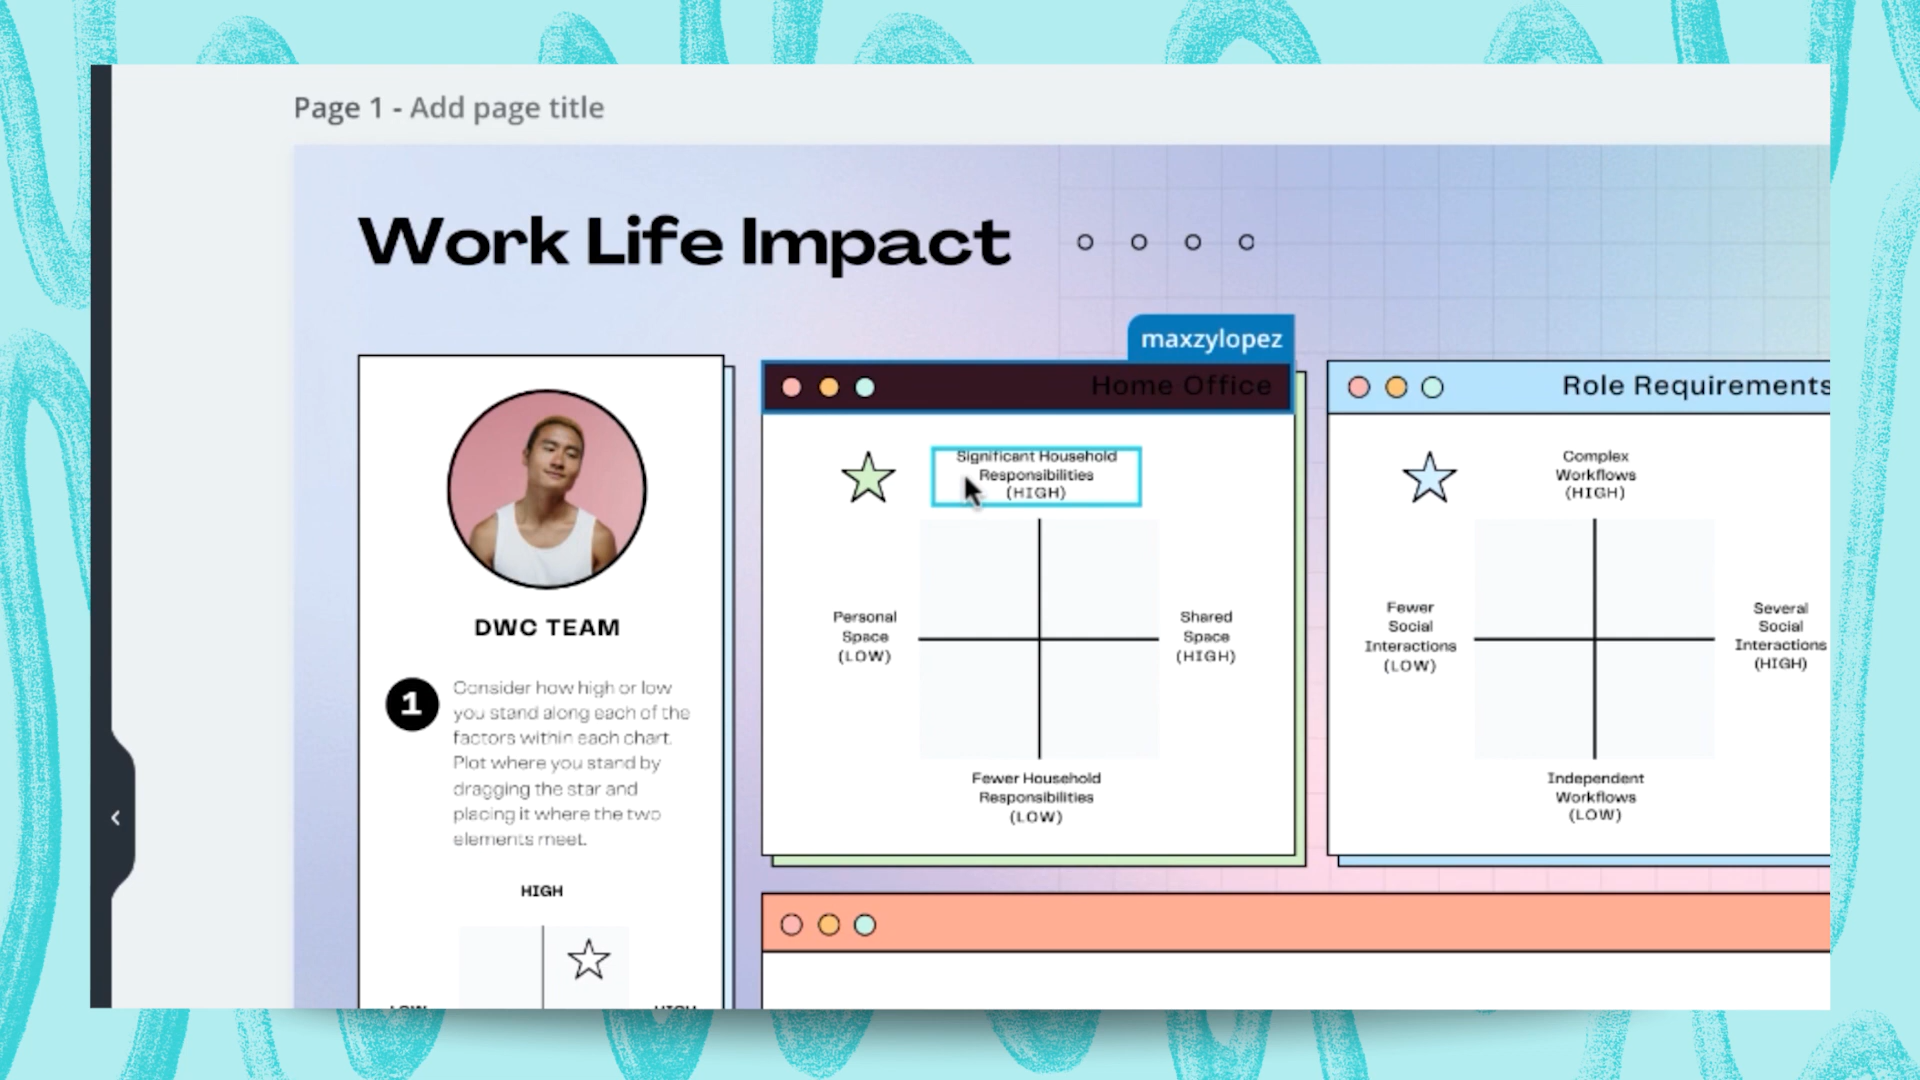 Page 1 - Add page title
Work Life Impact
maxzylopez
Home Office
Role Requirements
DWC TEAM
1
Consider how high or low
you stand along each of the
factors within each chart.
Plot where you stand by
dragging the star and
placing it where the two
elements meet.
HIGH
LOW
HIGH
Significant Household
Responsibilities
(HIGH)
Personal
Space
(LOW)
Shared
Space
(HIGH)
Fewer Household
Responsibilities
(LOW)
Complex
Workflows
(HIGH)
Fewer
Social
Interactions
(LOW)
Several
Social
Interactions
(HIGH)
Independent
Workflows
(LOW)